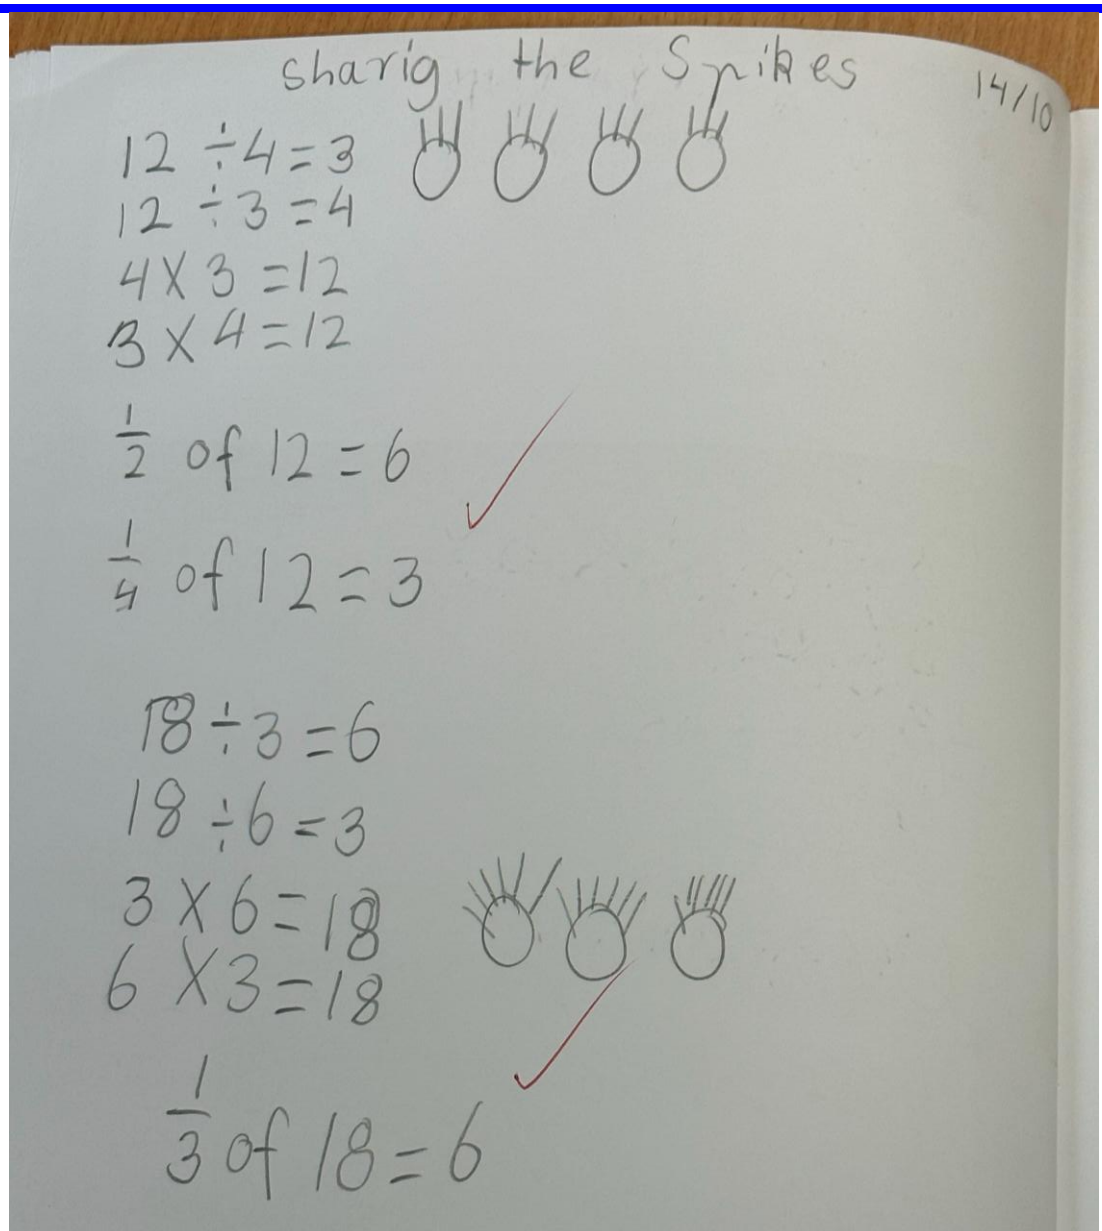 sharig the Spikes
14/10
12 ÷ 4 = 3
12 ÷ 3 = 4
4 X 3 = 12
3 X 4 = 12
1/2 of 12 = 6
1/4 of 12 = 3
18 ÷ 3 = 6
18 ÷ 6 = 3
3 X 6 = 18
6 X 3 = 18
1/3 of 18 = 6